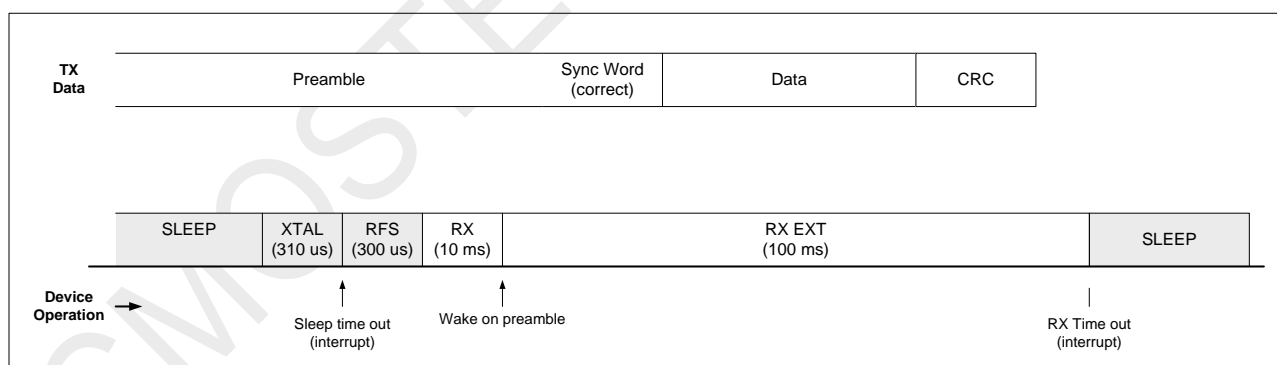 TX
Data
Preamble
Sync Word
(correct)
Data
CRC
SLEEP
XTAL
(310 us)
RFS
(300 us)
RX
(10 ms)
RX EXT
(100 ms)
SLEEP
Device
Operation
Sleep time out
(interrupt)
Wake on preamble
RX Time out
(interrupt)